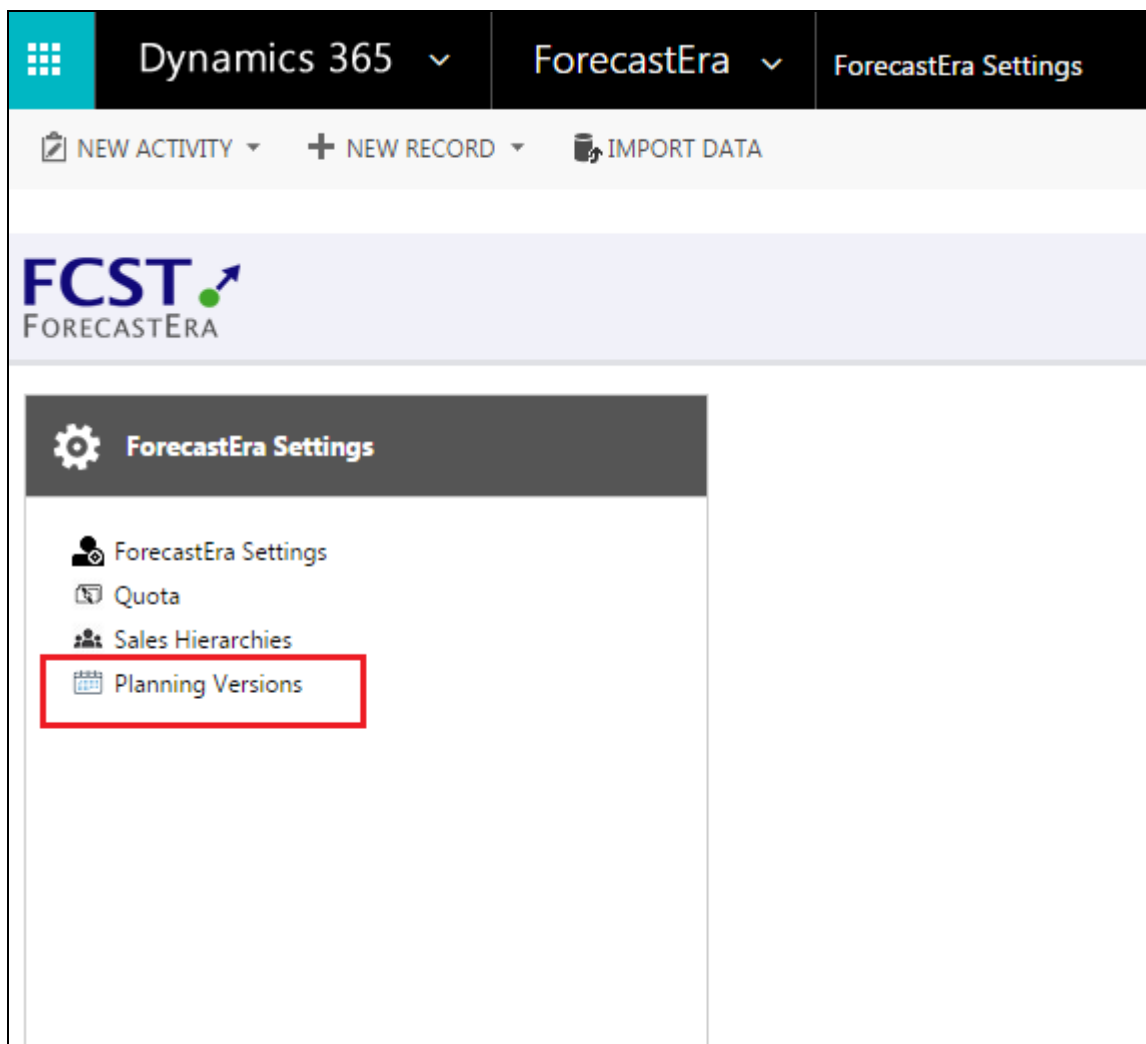 Dynamics 365 ForecastEra ForecastEra Settings
NEW ACTIVITY NEW RECORD IMPORT DATA
FCST
FORECASTERA
ForecastEra Settings
ForecastEra Settings
Quota
Sales Hierarchies
Planning Versions